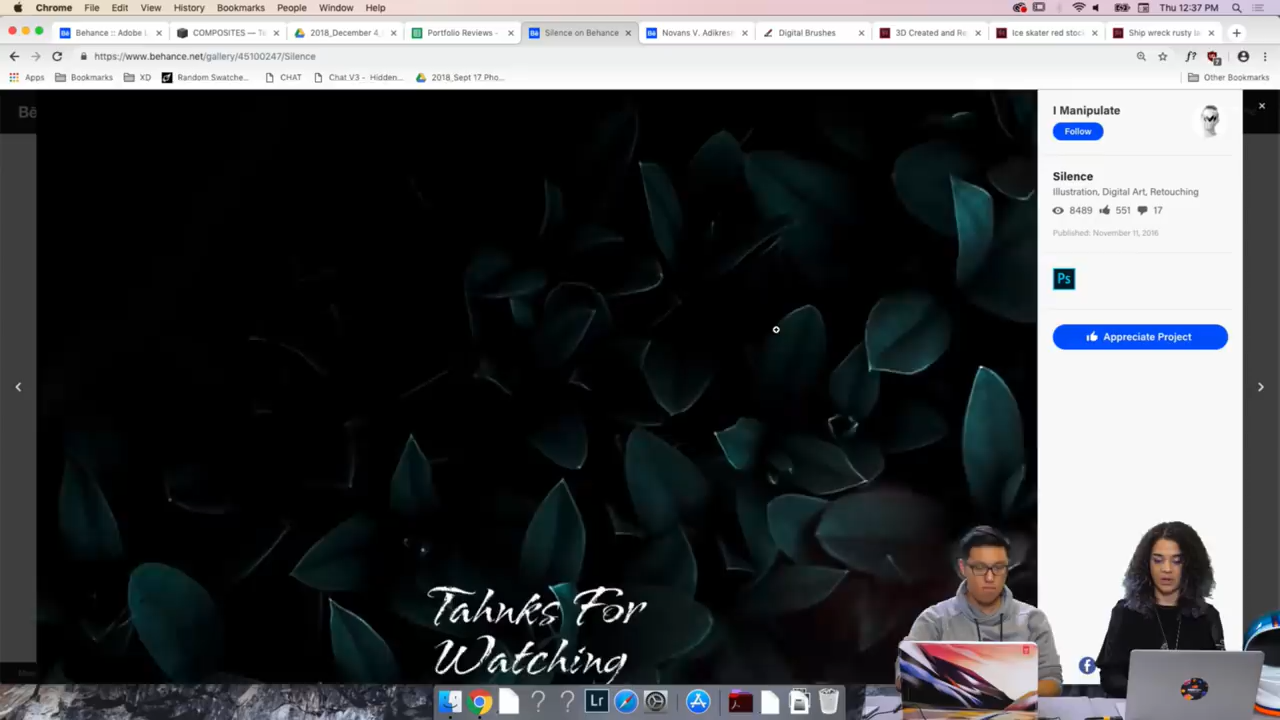 Chrome File Edit View History Bookmarks People Window Help Thu 12:37 PM
Behance :: Adobe L COMPOSITES — Te 2018_December 4, Portfolio Reviews - Silence on Behance Novans V. Adikres Digital Brushes 3D Created and Re Ice skater red stoc Ship wreck rusty la
https://www.behance.net/gallery/45100247/Silence
Apps Bookmarks XD Random Swatche... CHAT Chat V3 - Hidden... 2018_Sept 17 Pho... Other Bookmarks
Bē
I Manipulate
Follow
Silence
Illustration, Digital Art, Retouching
8489 551 17
Published: November 11, 2016
Ps
Appreciate Project
Tahnks For
Watching
Lr